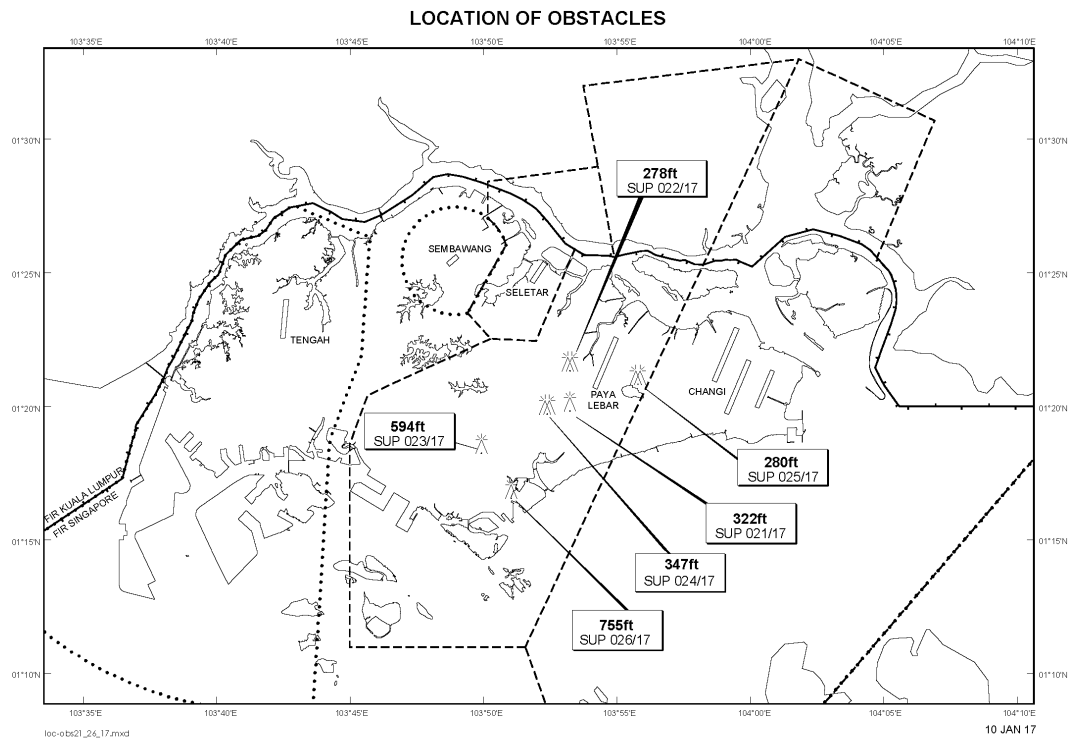 LOCATION OF OBSTACLES
103°35'E 103°40'E 103°45'E 103°50'E 103°55'E 104°00'E 104°05'E 104°10'E
01°30'N 01°30'N
278ft
SUP 022/17
SEMBAWANG
01°25'N 01°25'N
SELETAR
TENGAH
PAYA
LEBAR
CHANGI
01°20'N 01°20'N
594ft
SUP 023/17
280ft
SUP 025/17
FIR KUALA LUMPUR
FIR SINGAPORE
322ft
SUP 021/17
01°15'N 01°15'N
347ft
SUP 024/17
755ft
SUP 026/17
01°10'N 01°10'N
103°35'E 103°40'E 103°45'E 103°50'E 103°55'E 104°00'E 104°05'E 104°10'E
loc-obs21_26_17.mxd
10 JAN 17